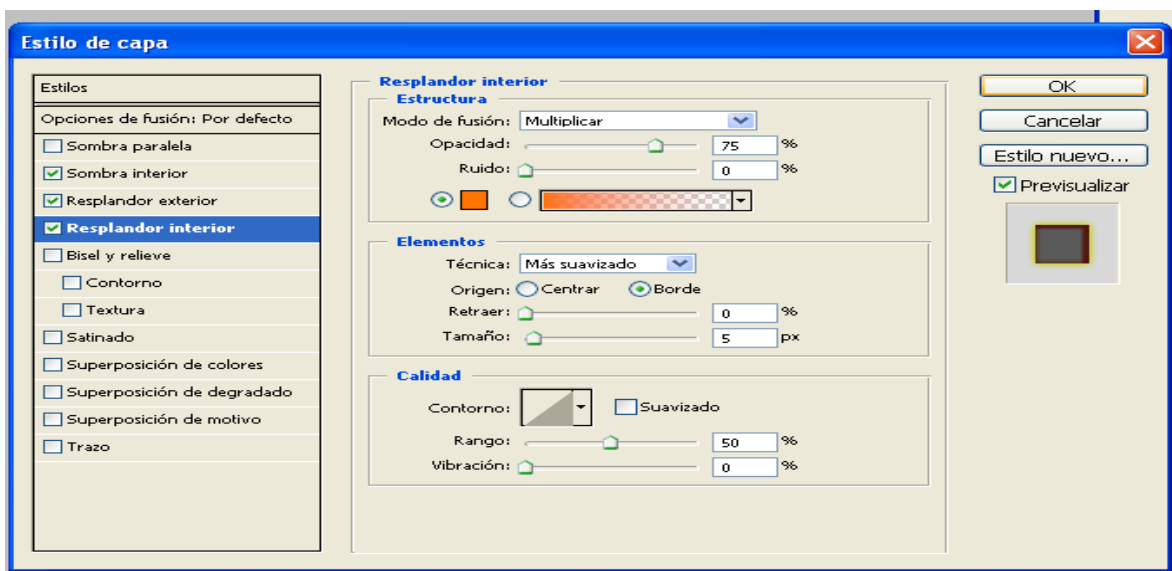 Estilo de capa
Estilos
Opciones de fusión: Por defecto
Sombra paralela
Sombra interior
Resplandor exterior
Resplandor interior
Bisel y relieve
Contorno
Textura
Satinado
Superposición de colores
Superposición de degradado
Superposición de motivo
Trazo
Resplandor interior
Estructura
Modo de fusión: Multiplicar
Opacidad: 75 %
Ruido: 0 %
Elementos
Técnica: Más suavizado
Origen: Centrar Borde
Retraer: 0 %
Tamaño: 5 px
Calidad
Contorno: Suavizado
Rango: 50 %
Vibración: 0 %
OK
Cancelar
Estilo nuevo...
Previsualizar